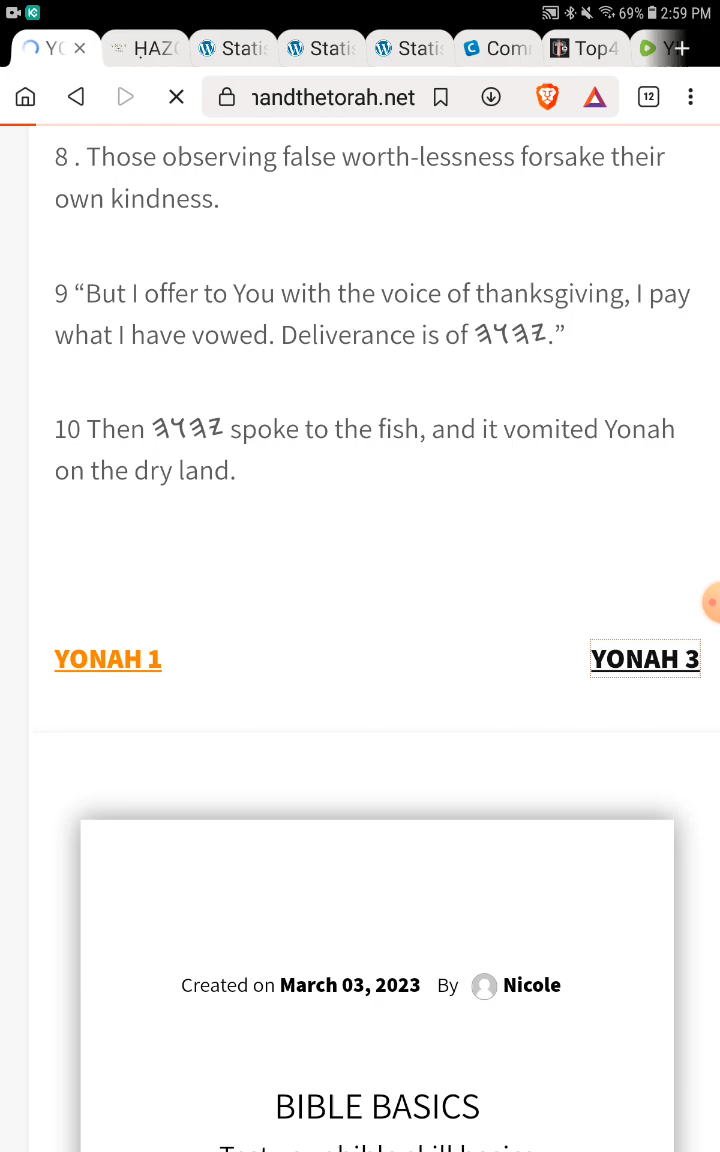 69% 2:59 PM
YO ḤAZ Stati Stati Stati Com Top4 Y
handthetorah.net 12
8 . Those observing false worth-lessness forsake their
own kindness.
9 “But I offer to You with the voice of thanksgiving, I pay
what I have vowed. Deliverance is of 𐤉𐤄𐤅𐤄.”
10 Then 𐤉𐤄𐤅𐤄 spoke to the fish, and it vomited Yonah
on the dry land.
YONAH 1
YONAH 3
Created on March 03, 2023 By Nicole
BIBLE BASICS